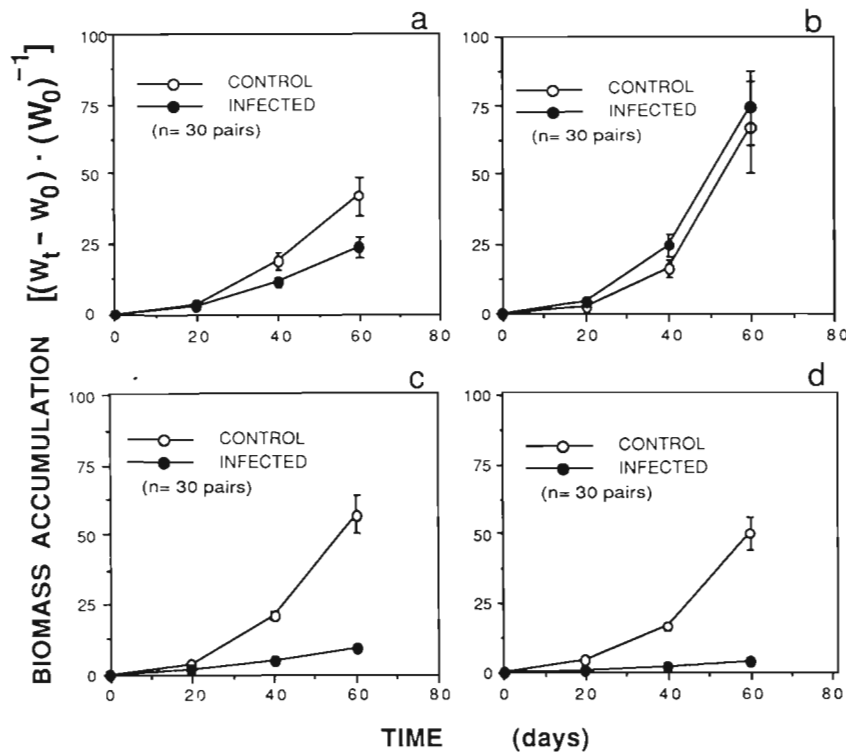 BIOMASS ACCUMULATION [(W_t - W_0) · (W_0)^-1]
a
100
75
50
25
0
CONTROL
INFECTED
(n= 30 pairs)
0 20 40 60 80
b
100
75
50
25
0
CONTROL
INFECTED
(n= 30 pairs)
0 20 40 60 80
c
100
75
50
25
0
CONTROL
INFECTED
(n= 30 pairs)
0 20 40 60 80
d
100
75
50
25
0
CONTROL
INFECTED
(n= 30 pairs)
0 20 40 60 80
TIME (days)